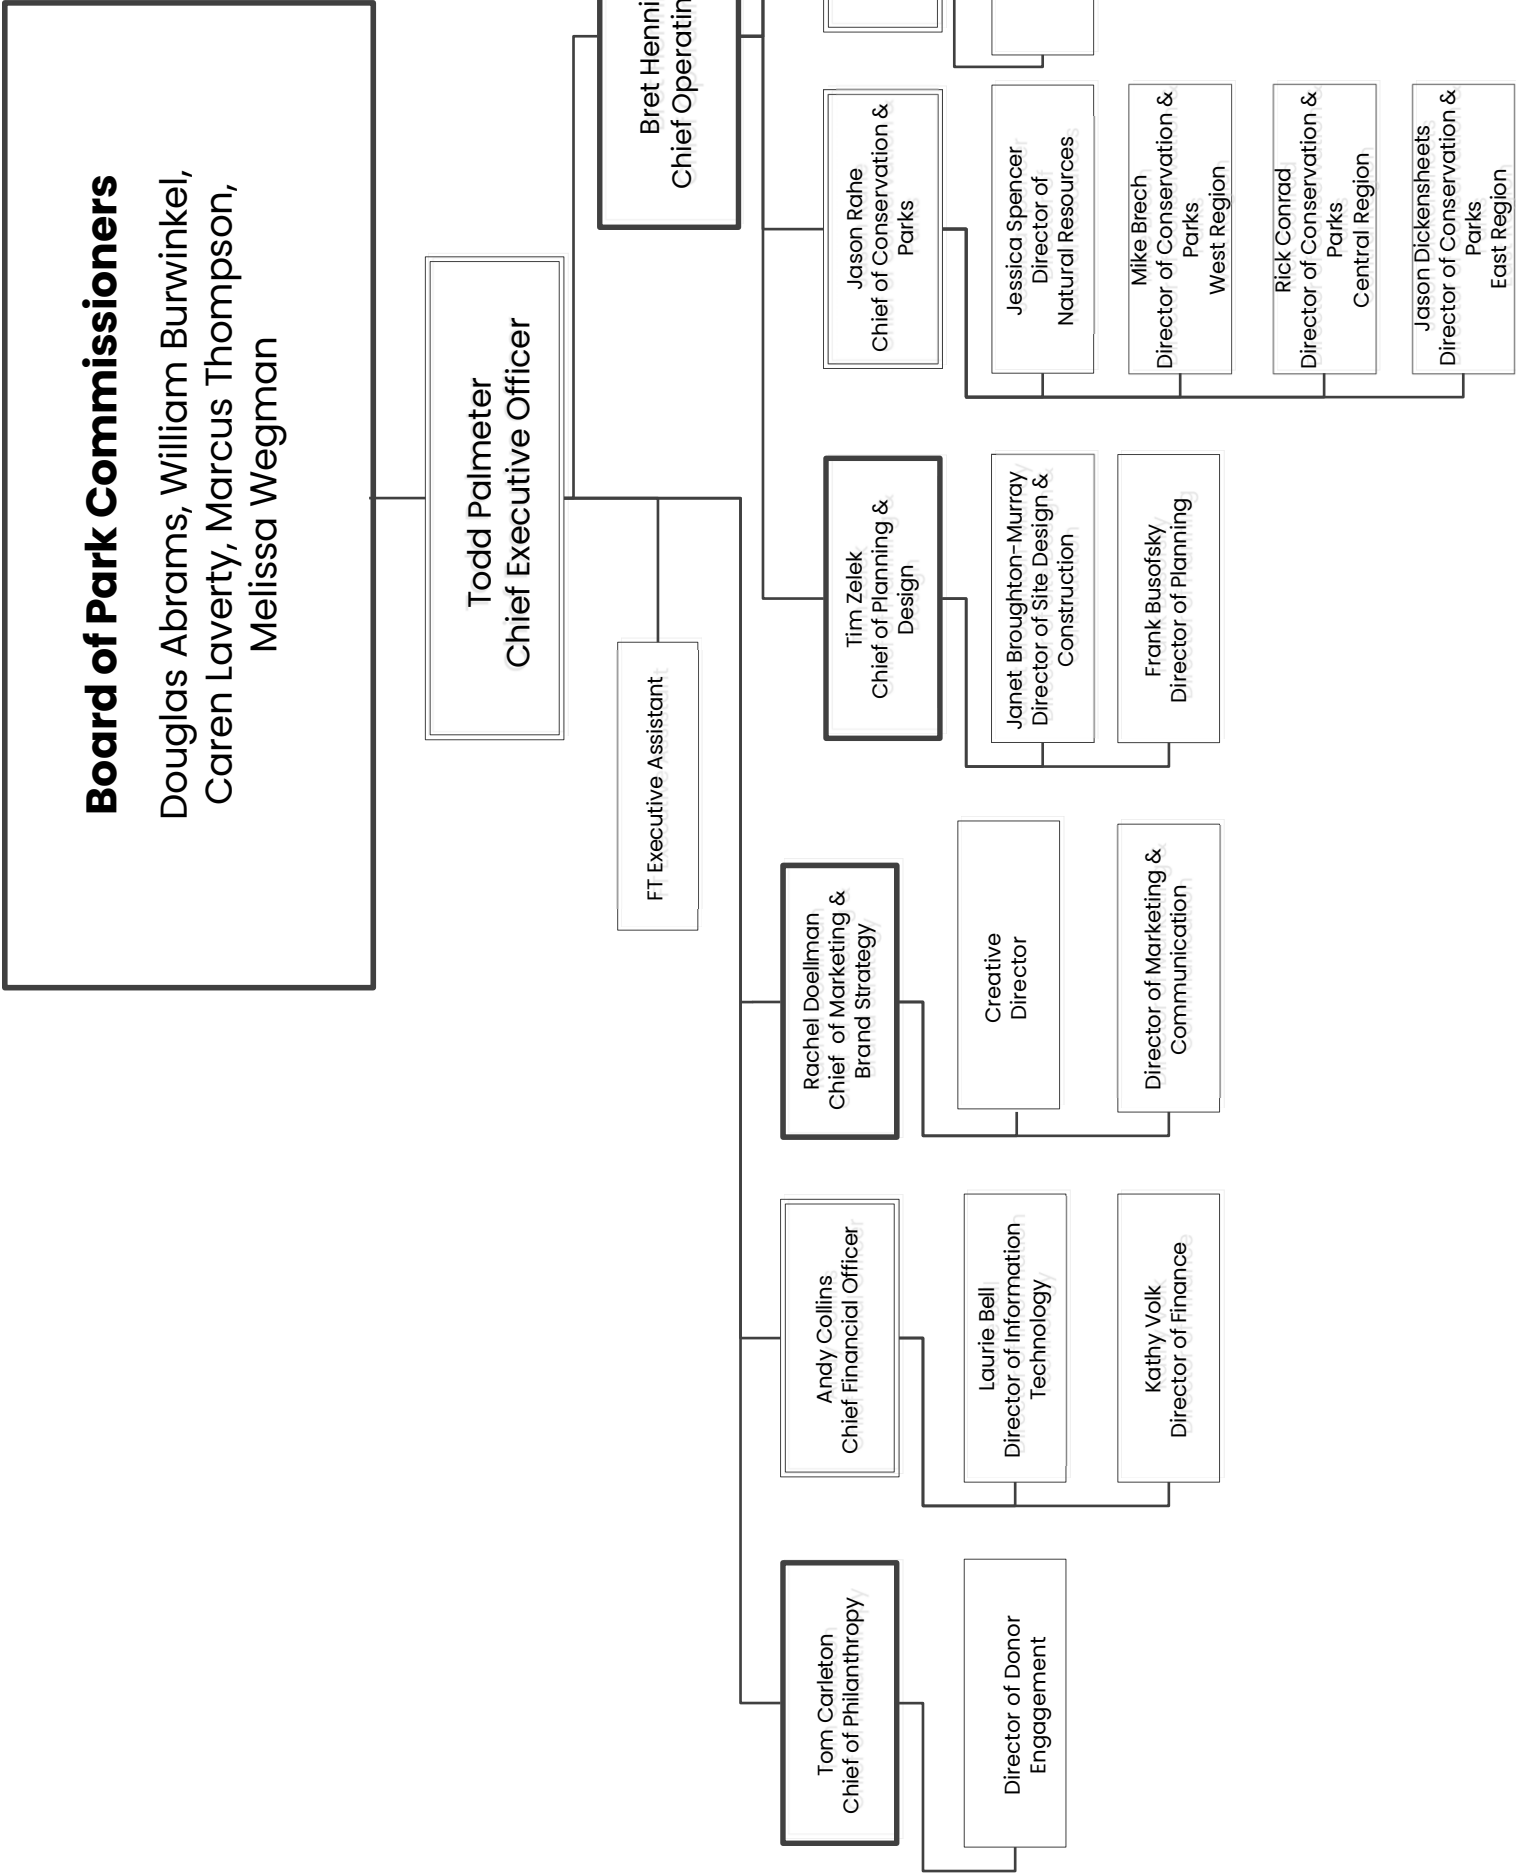 Board of Park Commissioners
Douglas Abrams, William Burwinkel,
Caren Laverty, Marcus Thompson,
Melissa Wegman
Todd Palmeter
Chief Executive Officer
FT Executive Assistant
Bret Henni
Chief Operatin
Tom Carleton
Chief of Philanthropy
Director of Donor
Engagement
Andy Collins
Chief Financial Officer
Laurie Bell
Director of Information
Technology
Kathy Volk
Director of Finance
Rachel Doellman
Chief of Marketing &
Brand Strategy
Creative
Director
Director of Marketing &
Communication
Tim Zelek
Chief of Planning &
Design
Janet Broughton-Murray
Director of Site Design &
Construction
Frank Busofsky
Director of Planning
Jason Rahe
Chief of Conservation &
Parks
Jessica Spencer
Director of
Natural Resources
Mike Brech
Director of Conservation &
Parks
West Region
Rick Conrad
Director of Conservation &
Parks
Central Region
Jason Dickensheets
Director of Conservation &
Parks
East Region